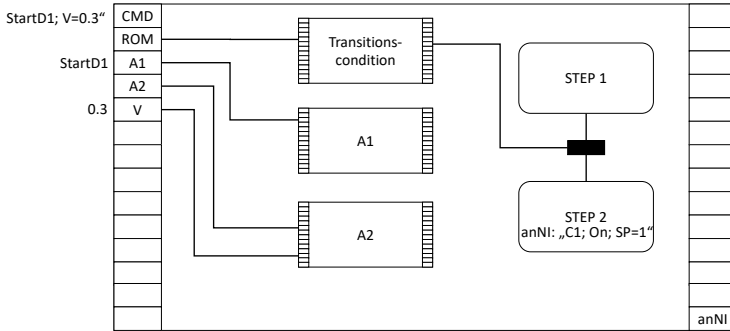 StartD1; V=0.3“ CMD
ROM
StartD1 A1
A2
0.3 V
Transitions-
condition
A1
A2
STEP 1
STEP 2
anNI: „C1; On; SP=1“
anNI